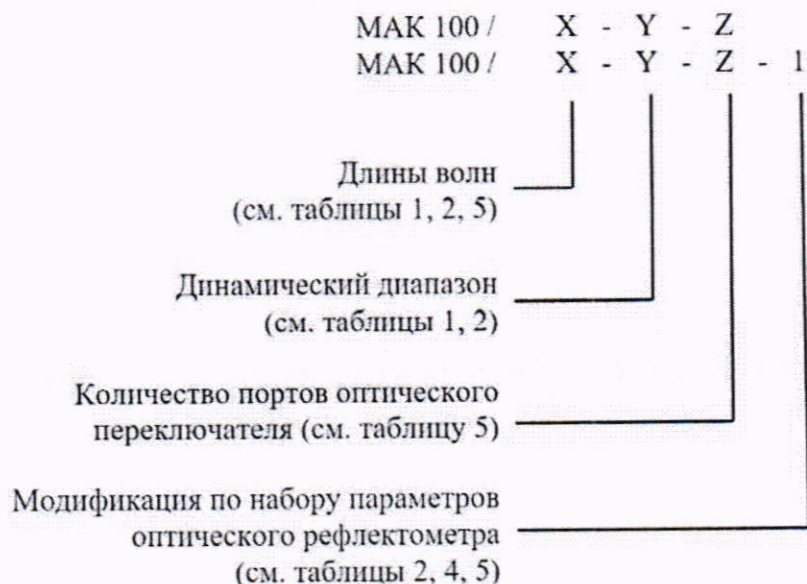 МАК 100 / X - Y - Z
МАК 100 / X - Y - Z - 1
Длины волн
(см. таблицы 1, 2, 5)
Динамический диапазон
(см. таблицы 1, 2)
Количество портов оптического
переключателя (см. таблицу 5)
Модификация по набору параметров
оптического рефлектометра
(см. таблицы 2, 4, 5)